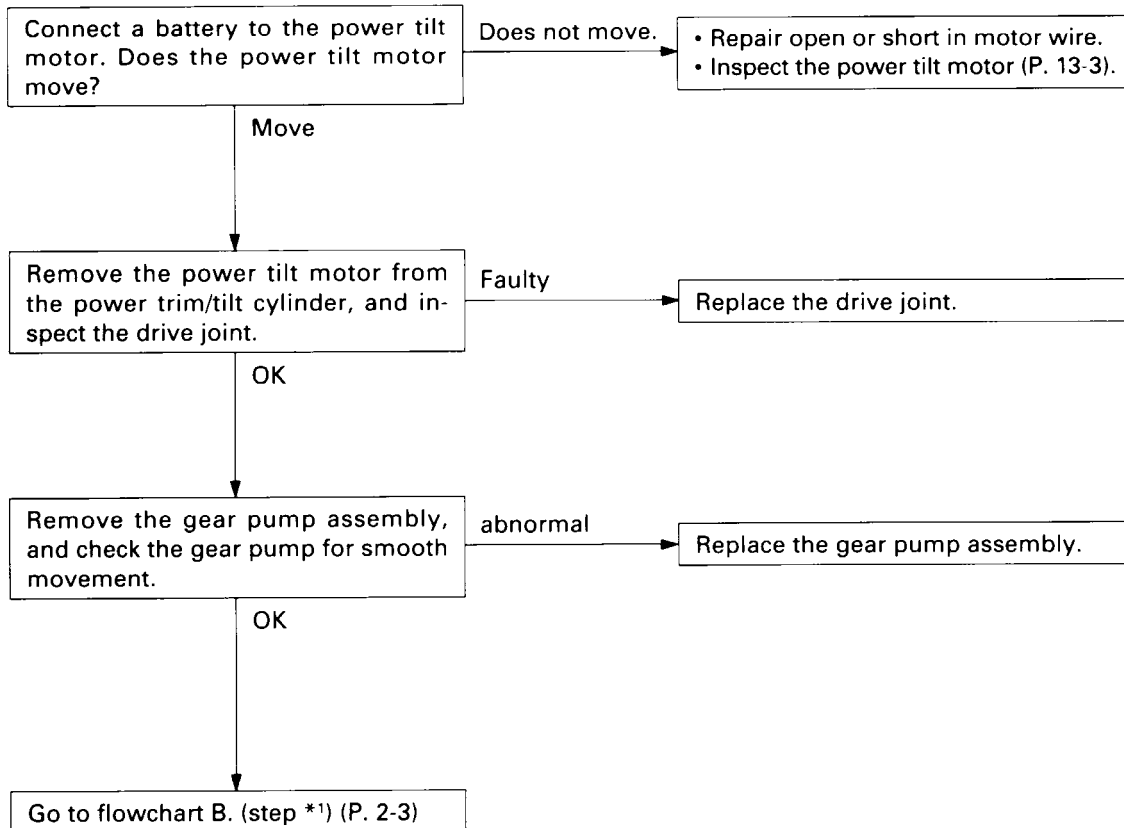 Connect a battery to the power tilt
motor. Does the power tilt motor
move?
Does not move.
• Repair open or short in motor wire.
• Inspect the power tilt motor (P. 13-3).
Move
Remove the power tilt motor from
the power trim/tilt cylinder, and in-
spect the drive joint.
Faulty
Replace the drive joint.
OK
Remove the gear pump assembly,
and check the gear pump for smooth
movement.
abnormal
Replace the gear pump assembly.
OK
Go to flowchart B. (step *¹) (P. 2-3)